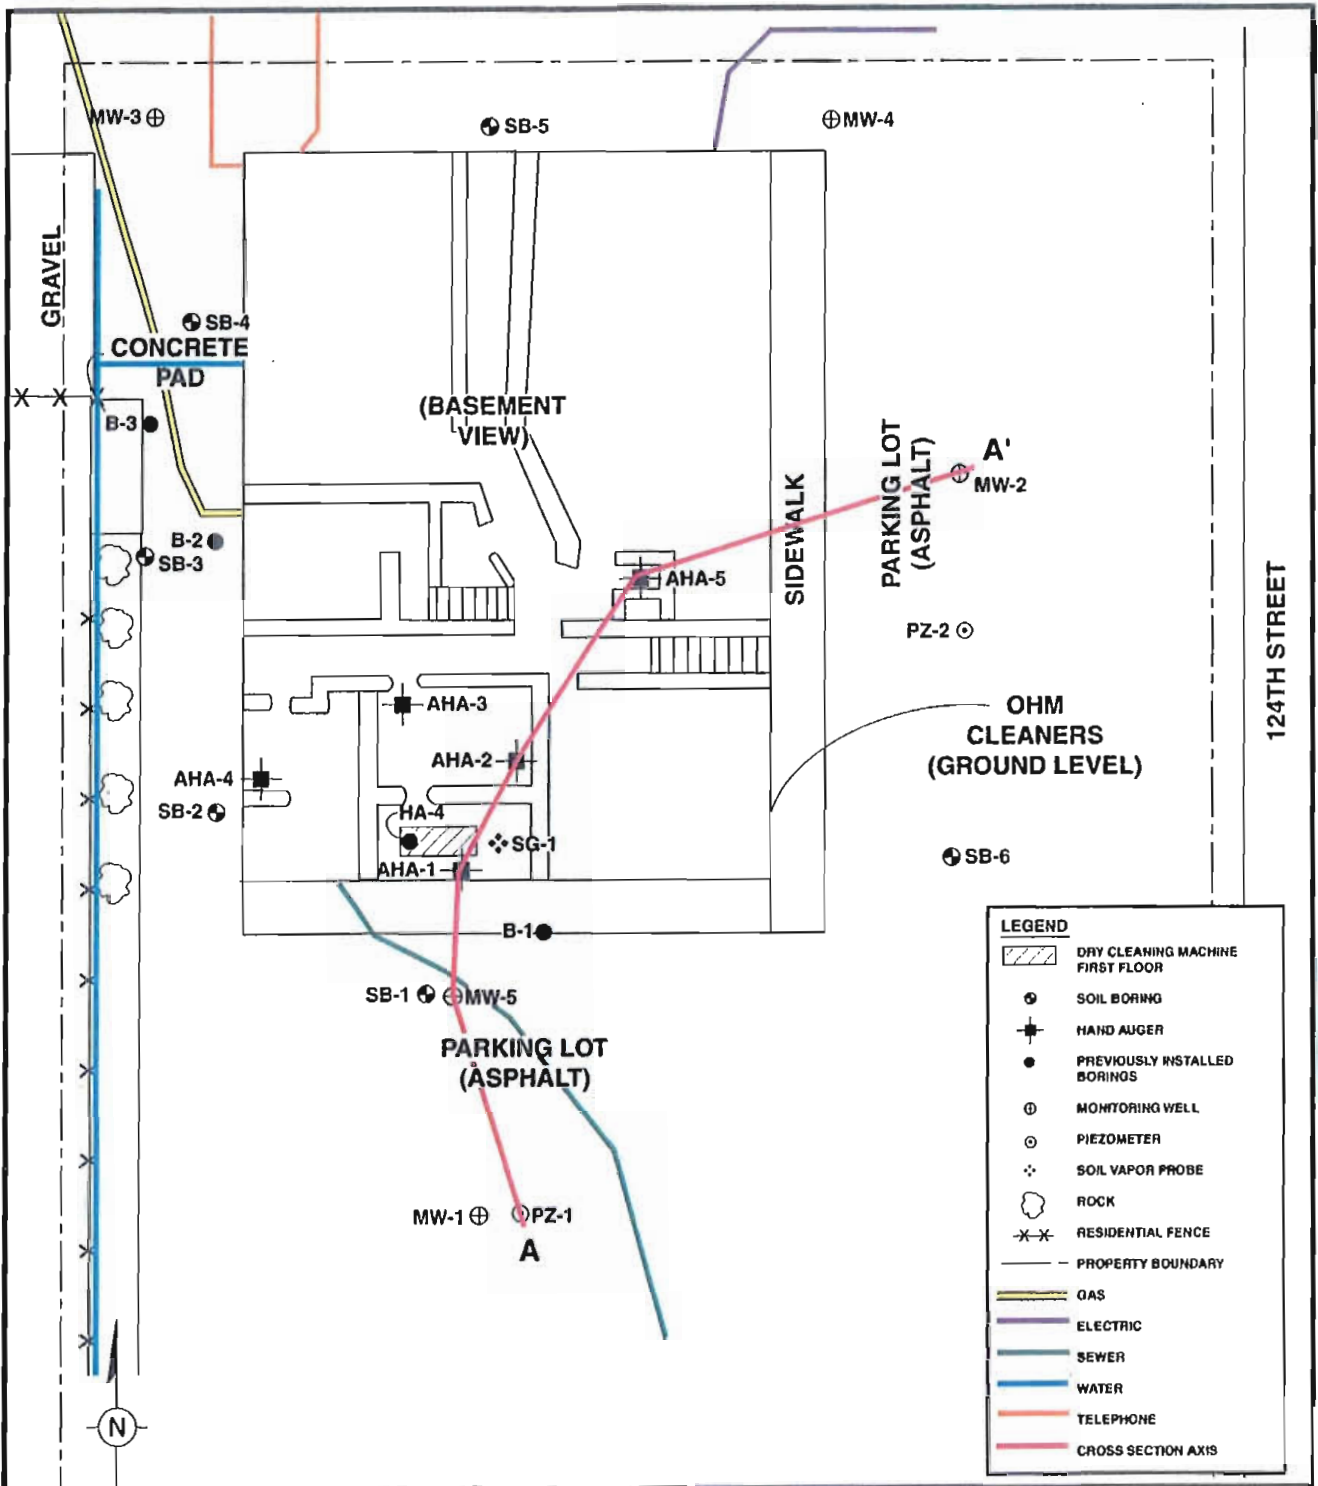 MW-3
SB-5
MW-4
GRAVEL
SB-4
CONCRETE
PAD
X X X
B-3
(BASEMENT
VIEW)
A'
MW-2
PARKING LOT
(ASPHALT)
SIDEWALK
B-2
SB-3
AHA-5
PZ-2
124TH STREET
AHA-3
OHM
CLEANERS
(GROUND LEVEL)
AHA-2
AHA-4
SB-2
HA-4
SG-1
AHA-1
SB-6
B-1
SB-1
MW-5
PARKING LOT
(ASPHALT)
MW-1
PZ-1
A
N
LEGEND
DRY CLEANING MACHINE
FIRST FLOOR
SOIL BORING
HAND AUGER
PREVIOUSLY INSTALLED
BORINGS
MONITORING WELL
PIEZOMETER
SOIL VAPOR PROBE
ROCK
RESIDENTIAL FENCE
PROPERTY BOUNDARY
GAS
ELECTRIC
SEWER
WATER
TELEPHONE
CROSS SECTION AXIS